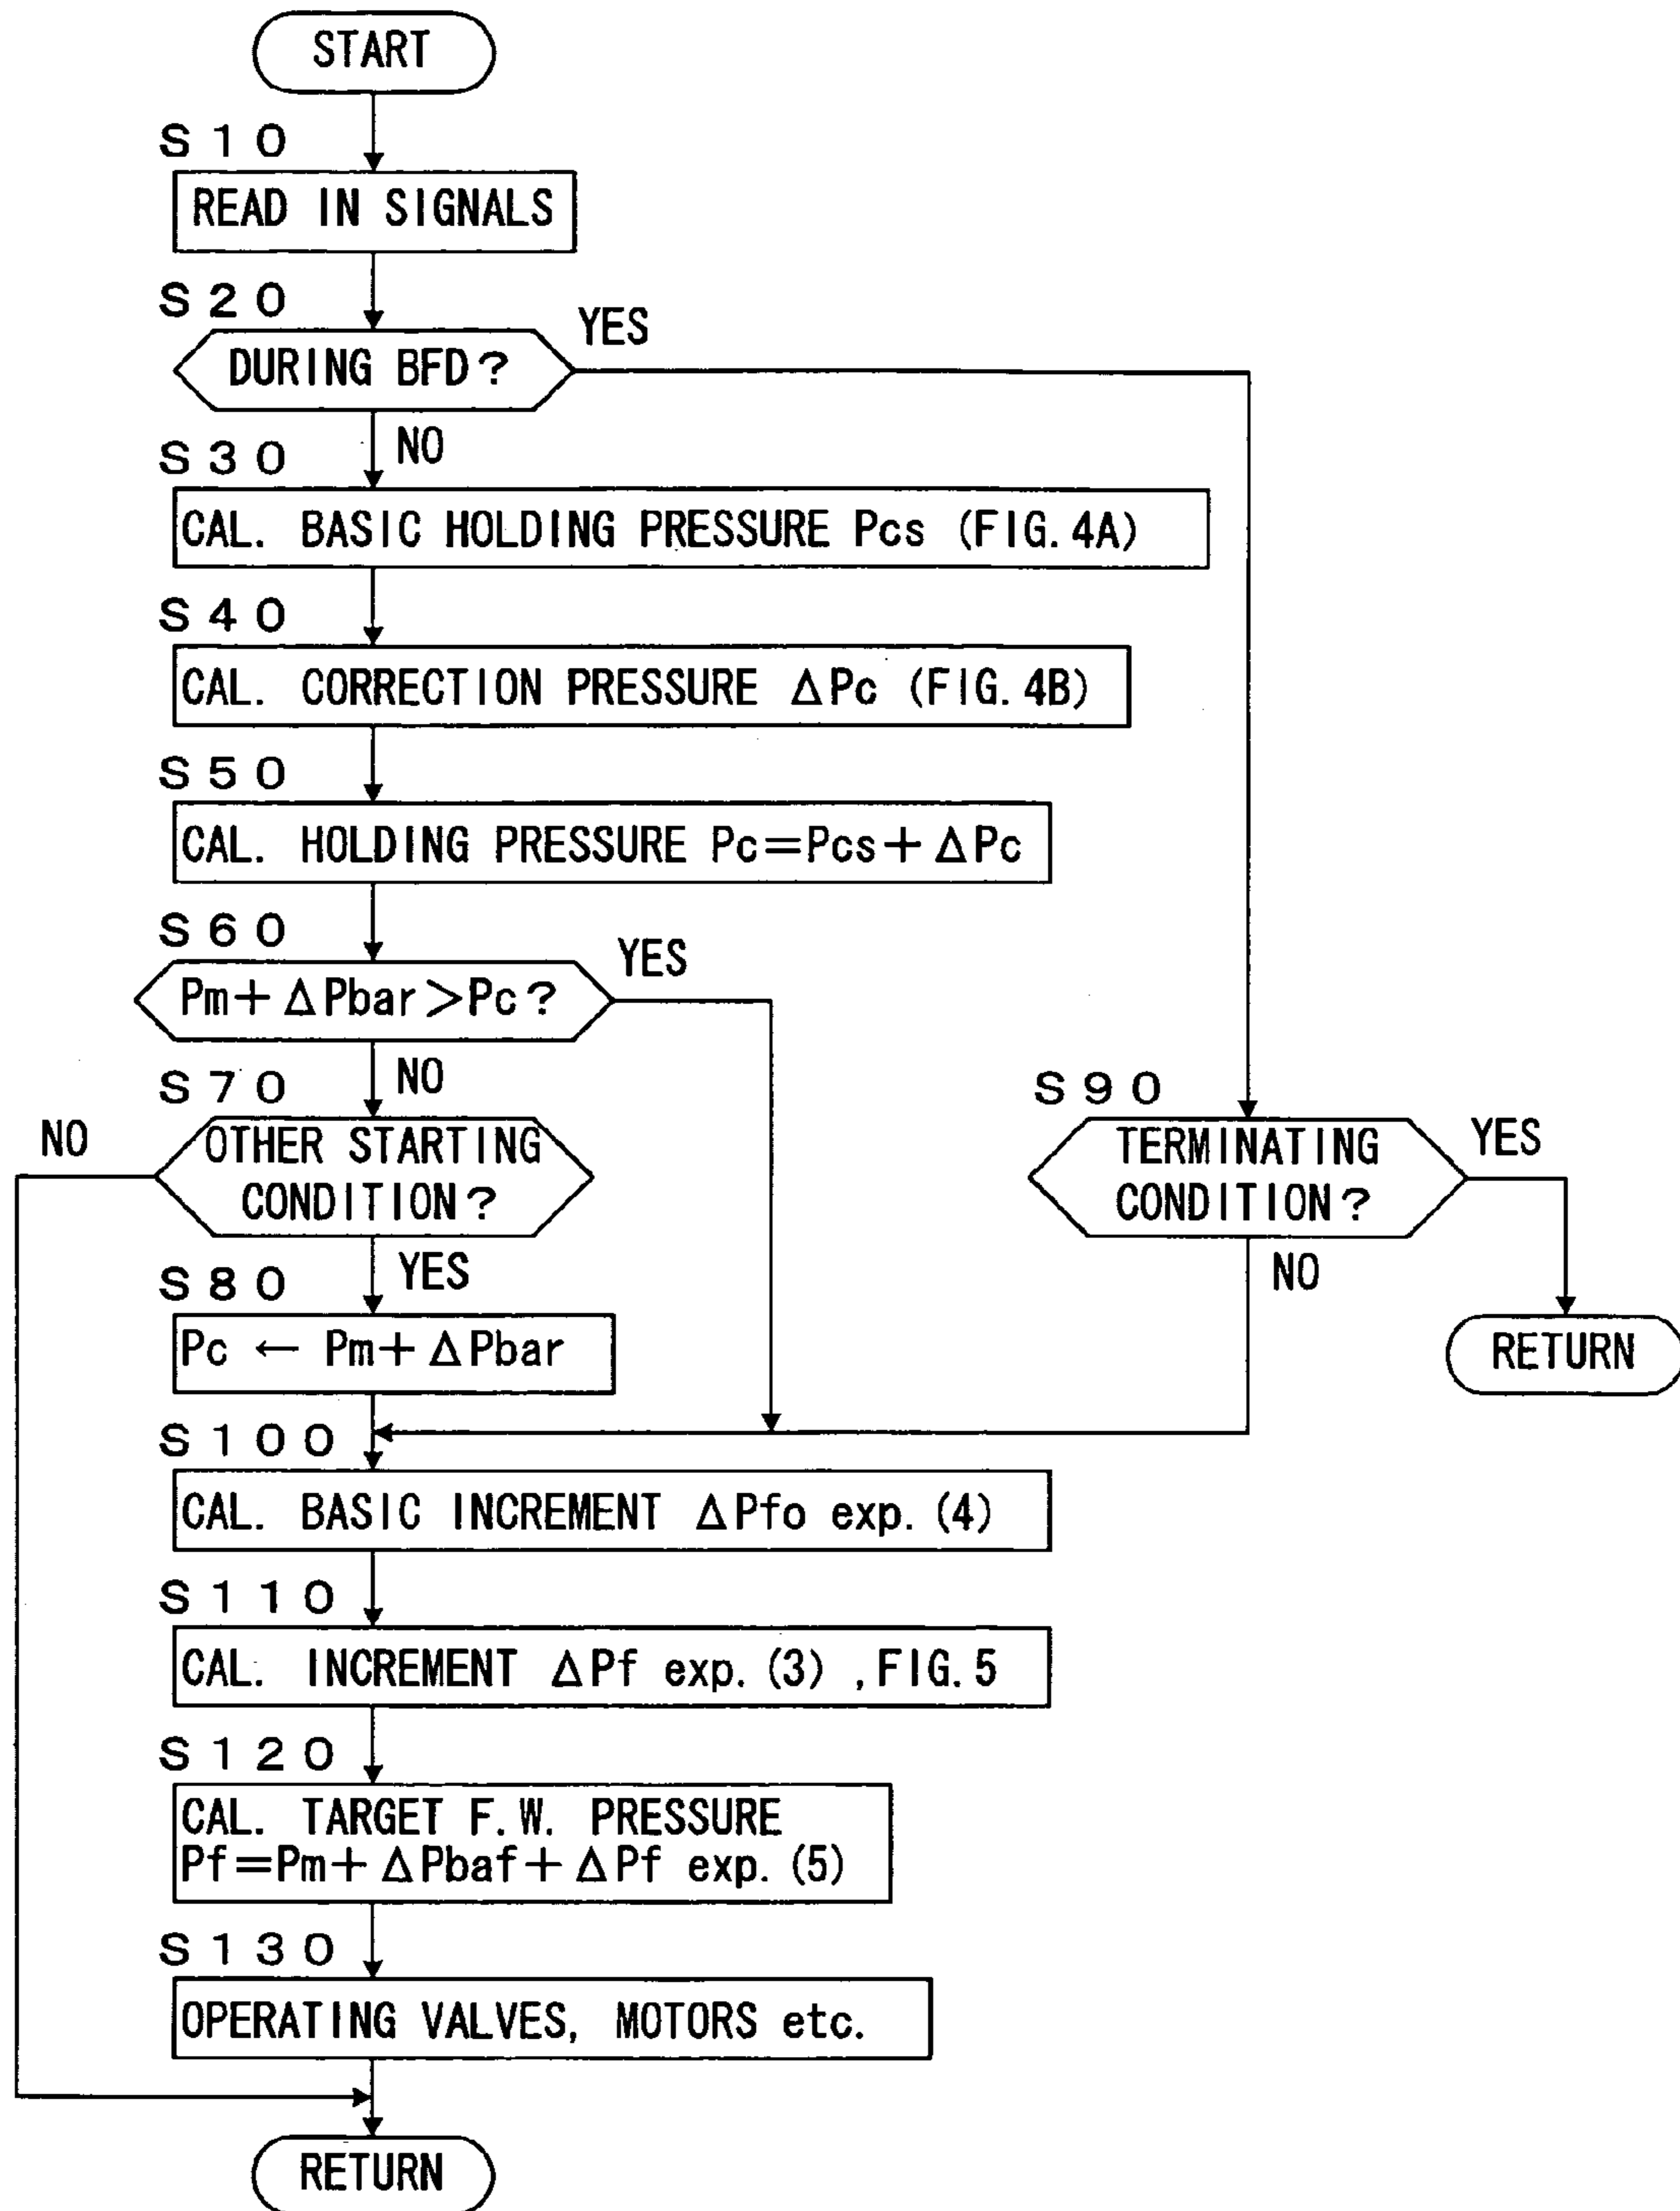 START
S10
READ IN SIGNALS
S20
DURING BFD?
YES
NO
S30
CAL. BASIC HOLDING PRESSURE Pcs (FIG. 4A)
S40
CAL. CORRECTION PRESSURE ΔPc (FIG. 4B)
S50
CAL. HOLDING PRESSURE Pc=Pcs+ΔPc
S60
Pm+ΔPbar>Pc?
YES
NO
S70
OTHER STARTING
CONDITION?
NO
YES
S80
Pc ← Pm+ΔPbar
S90
TERMINATING
CONDITION?
YES
NO
RETURN
S100
CAL. BASIC INCREMENT ΔPfo exp. (4)
S110
CAL. INCREMENT ΔPf exp. (3) , FIG. 5
S120
CAL. TARGET F.W. PRESSURE
Pf=Pm+ΔPbaf+ΔPf exp. (5)
S130
OPERATING VALVES, MOTORS etc.
RETURN